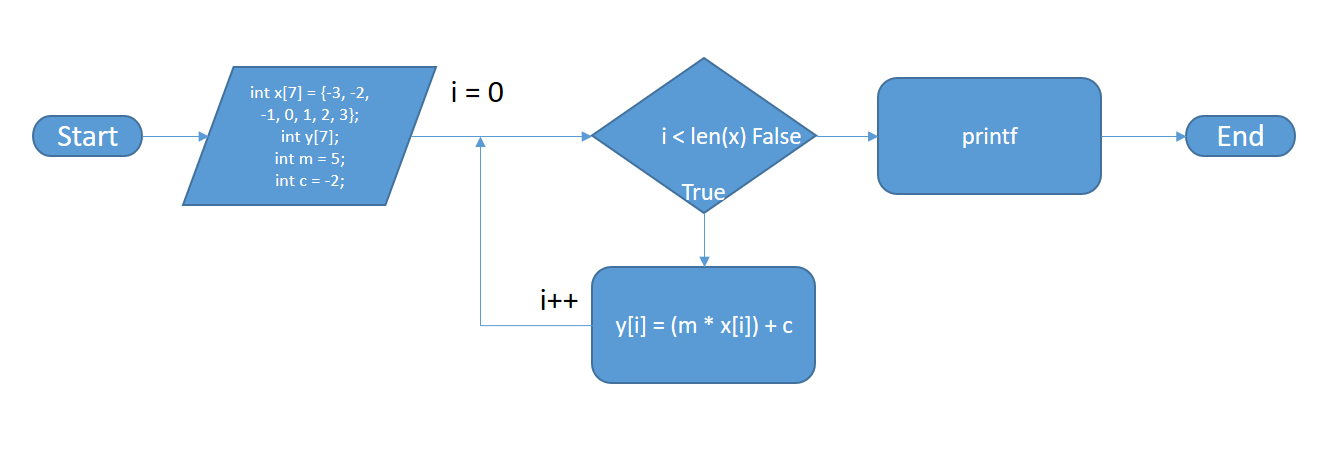 Start
int x[7] = {-3, -2,
-1, 0, 1, 2, 3};
int y[7];
int m = 5;
int c = -2;
i = 0
i < len(x) False
True
printf
End
i++
y[i] = (m * x[i]) + c